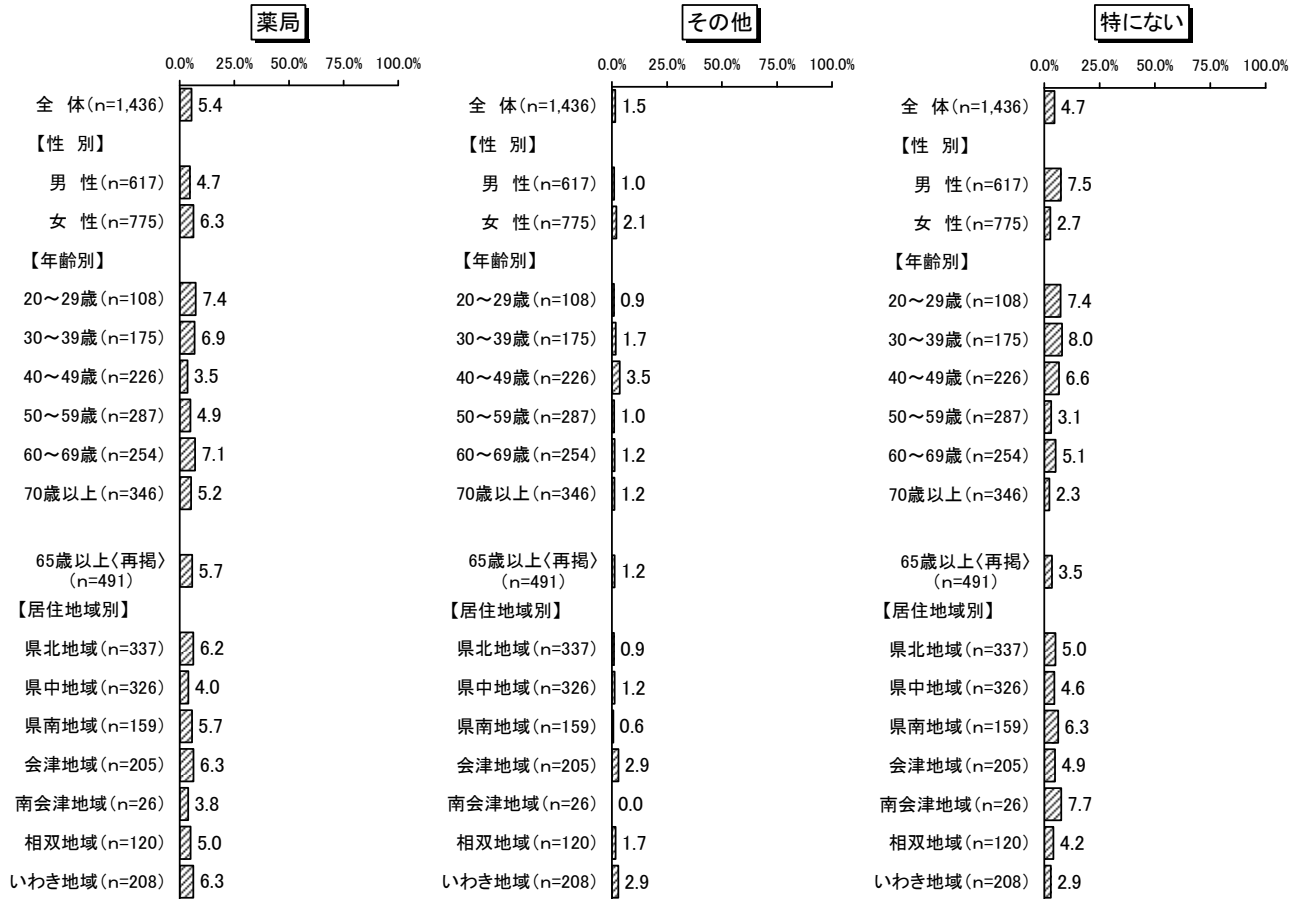 薬局
0.0% 25.0% 50.0% 75.0% 100.0%
全 体(n=1,436) 5.4
【性 別】
男 性(n=617) 4.7
女 性(n=775) 6.3
【年齢別】
20～29歳(n=108) 7.4
30～39歳(n=175) 6.9
40～49歳(n=226) 3.5
50～59歳(n=287) 4.9
60～69歳(n=254) 7.1
70歳以上(n=346) 5.2
65歳以上〈再掲〉
(n=491) 5.7
【居住地域別】
県北地域(n=337) 6.2
県中地域(n=326) 4.0
県南地域(n=159) 5.7
会津地域(n=205) 6.3
南会津地域(n=26) 3.8
相双地域(n=120) 5.0
いわき地域(n=208) 6.3
その他
0.0% 25.0% 50.0% 75.0% 100.0%
全 体(n=1,436) 1.5
【性 別】
男 性(n=617) 1.0
女 性(n=775) 2.1
【年齢別】
20～29歳(n=108) 0.9
30～39歳(n=175) 1.7
40～49歳(n=226) 3.5
50～59歳(n=287) 1.0
60～69歳(n=254) 1.2
70歳以上(n=346) 1.2
65歳以上〈再掲〉
(n=491) 1.2
【居住地域別】
県北地域(n=337) 0.9
県中地域(n=326) 1.2
県南地域(n=159) 0.6
会津地域(n=205) 2.9
南会津地域(n=26) 0.0
相双地域(n=120) 1.7
いわき地域(n=208) 2.9
特にない
0.0% 25.0% 50.0% 75.0% 100.0%
全 体(n=1,436) 4.7
【性 別】
男 性(n=617) 7.5
女 性(n=775) 2.7
【年齢別】
20～29歳(n=108) 7.4
30～39歳(n=175) 8.0
40～49歳(n=226) 6.6
50～59歳(n=287) 3.1
60～69歳(n=254) 5.1
70歳以上(n=346) 2.3
65歳以上〈再掲〉
(n=491) 3.5
【居住地域別】
県北地域(n=337) 5.0
県中地域(n=326) 4.6
県南地域(n=159) 6.3
会津地域(n=205) 4.9
南会津地域(n=26) 7.7
相双地域(n=120) 4.2
いわき地域(n=208) 2.9